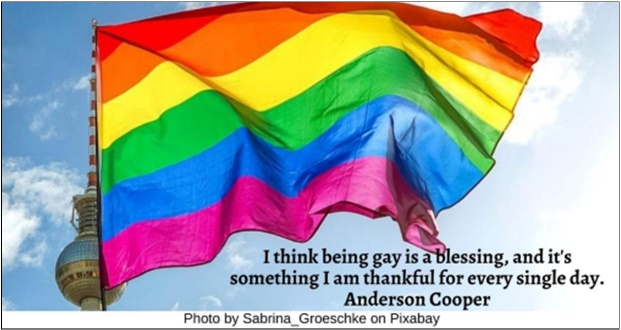 I think being gay is a blessing, and it's
something I am thankful for every single day.
Anderson Cooper
Photo by Sabrina_Groeschke on Pixabay